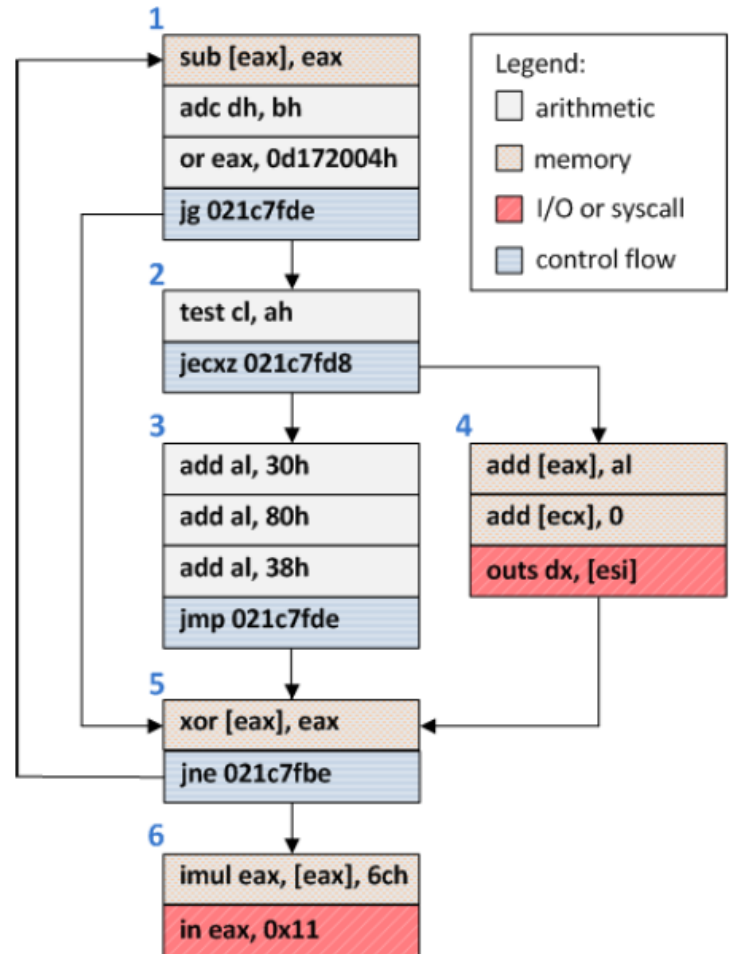 1
sub [eax], eax
adc dh, bh
or eax, 0d172004h
jg 021c7fde
Legend:
arithmetic
memory
I/O or syscall
control flow
2
test cl, ah
jecxz 021c7fd8
3
add al, 30h
add al, 80h
add al, 38h
jmp 021c7fde
4
add [eax], al
add [ecx], 0
outs dx, [esi]
5
xor [eax], eax
jne 021c7fbe
6
imul eax, [eax], 6ch
in eax, 0x11